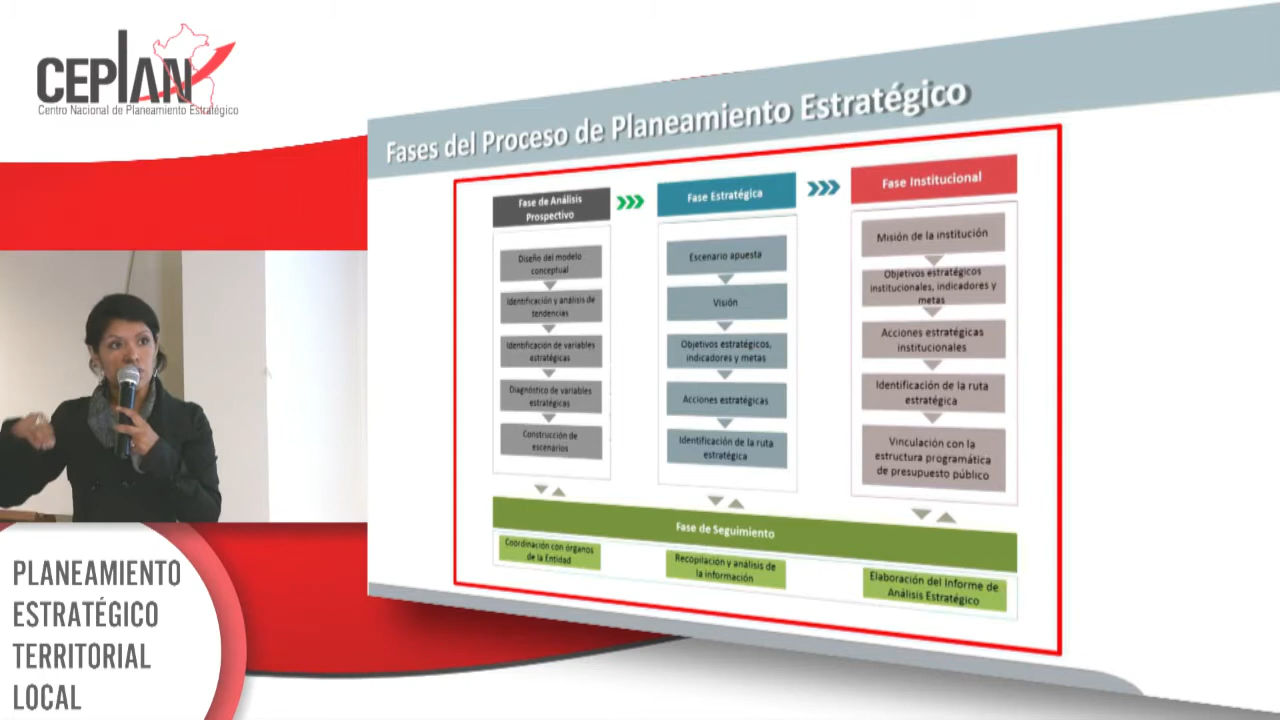 CEPLAN
Centro Nacional de Planeamiento Estratégico
Fases del Proceso de Planeamiento Estratégico
Fase de Análisis
Prospectivo
Diseño del modelo
conceptual
Identificación y análisis de
tendencias
Identificación de variables
estratégicas
Diagnóstico de variables
estratégicas
Construcción de
escenarios
Fase Estratégica
Escenario apuesta
Visión
Objetivos estratégicos,
indicadores y metas
Acciones estratégicas
Identificación de la ruta
estratégica
Fase Institucional
Misión de la institución
Objetivos estratégicos
institucionales, indicadores y
metas
Acciones estratégicas
institucionales
Identificación de la ruta
estratégica
Vinculación con la
estructura programática
de presupuesto público
Fase de Seguimiento
Coordinación con órganos
de la Entidad
Recopilación y análisis de
la información
Elaboración del Informe de
Análisis Estratégico
PLANEAMIENTO
ESTRATÉGICO
TERRITORIAL
LOCAL